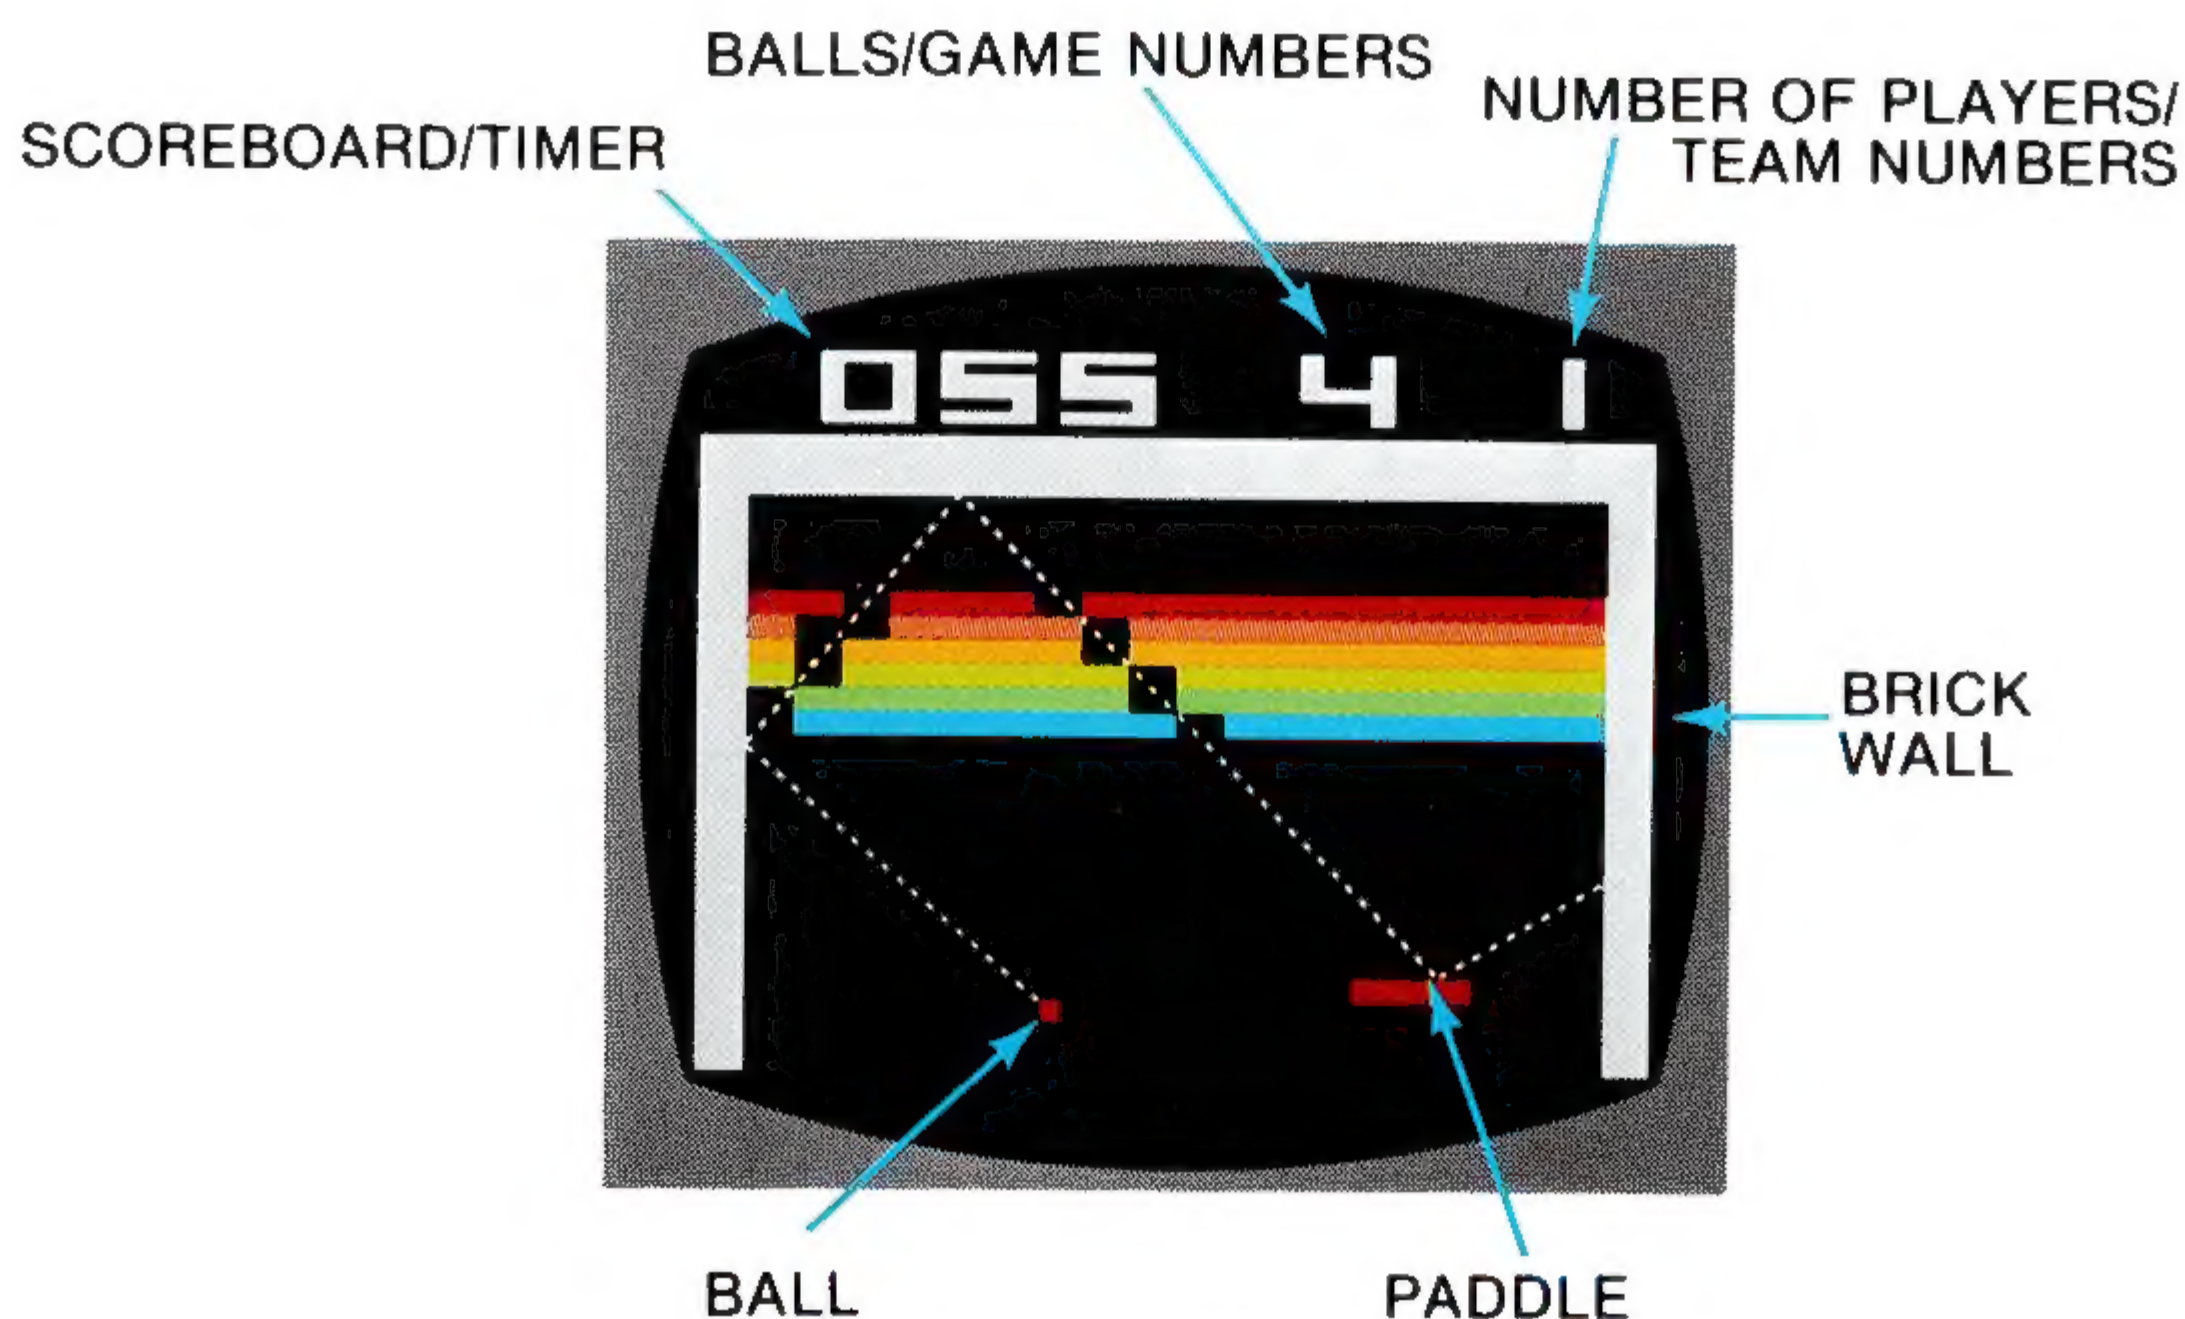 BALLS/GAME NUMBERS
NUMBER OF PLAYERS/
TEAM NUMBERS
SCOREBOARD/TIMER
055 4 1
BRICK
WALL
BALL
PADDLE